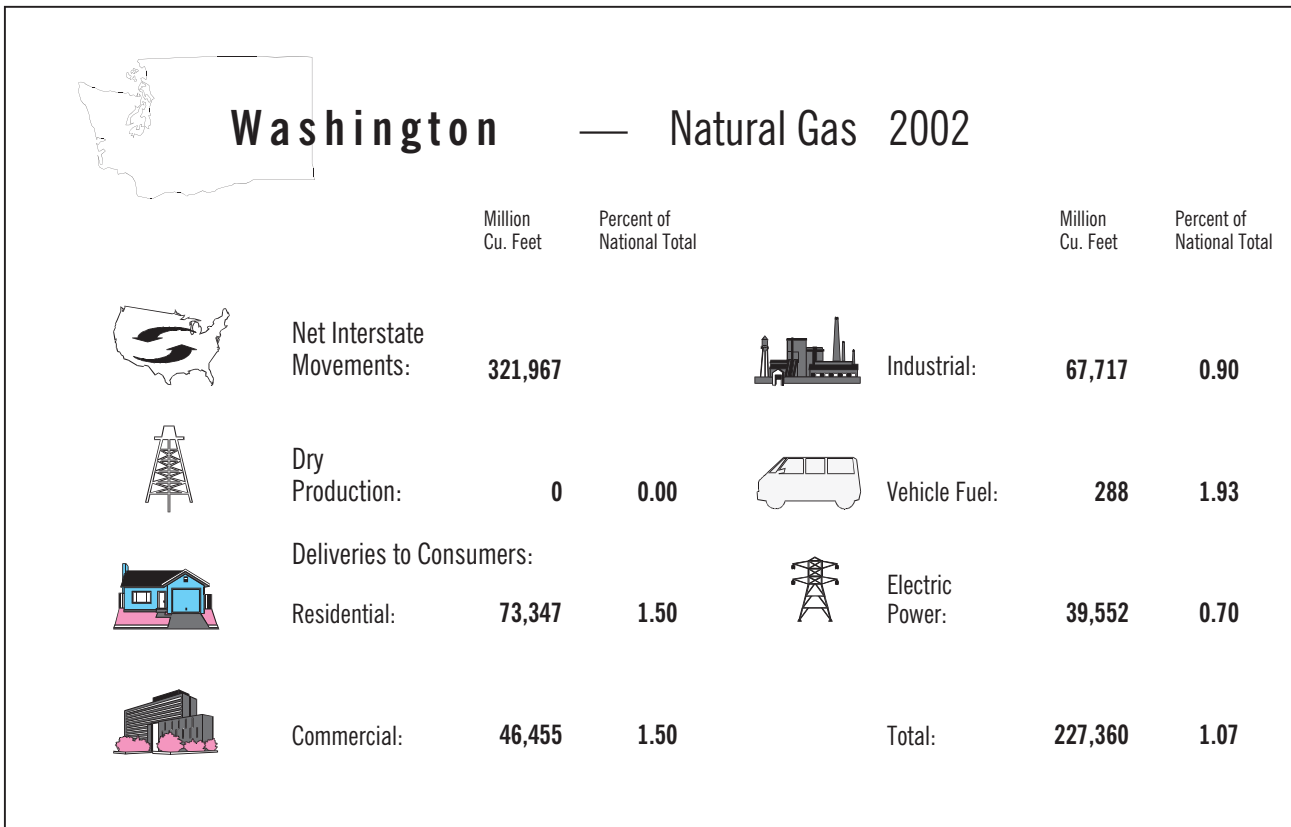 Washington — Natural Gas 2002
Million Cu. Feet
Percent of National Total
Million Cu. Feet
Percent of National Total
Net Interstate
Movements: 321,967
Dry
Production: 0 0.00
Deliveries to Consumers:
Residential: 73,347 1.50
Commercial: 46,455 1.50
Industrial: 67,717 0.90
Vehicle Fuel: 288 1.93
Electric
Power: 39,552 0.70
Total: 227,360 1.07